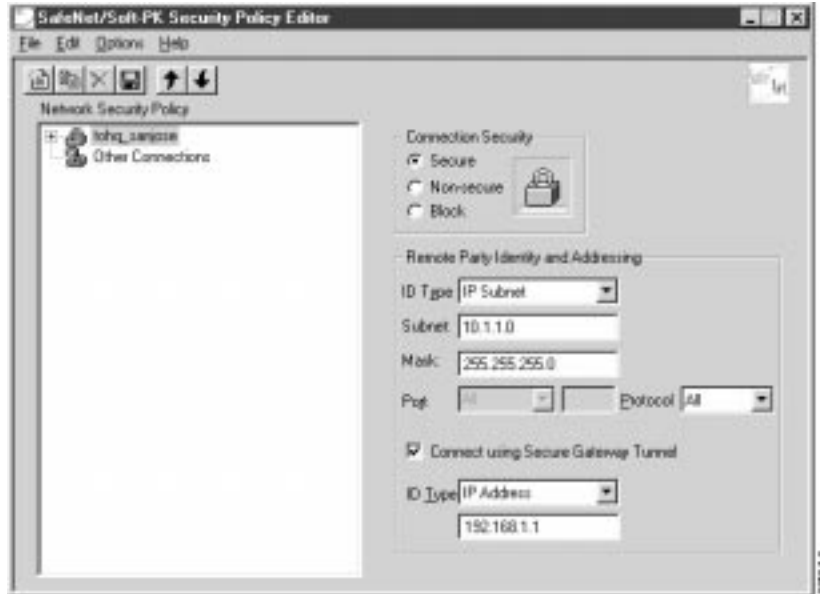 SafeNet/Soft-PK Security Policy Editor
File Edit Options Help
Network Security Policy
tohq_sanjose
Other Connections
Connection Security
Secure
Non-secure
Block
Remote Party Identity and Addressing
ID Type IP Subnet
Subnet 10.1.1.0
Mask: 255.255.255.0
Port All Protocol All
Connect using Secure Gateway Tunnel
ID Type IP Address
192.168.1.1